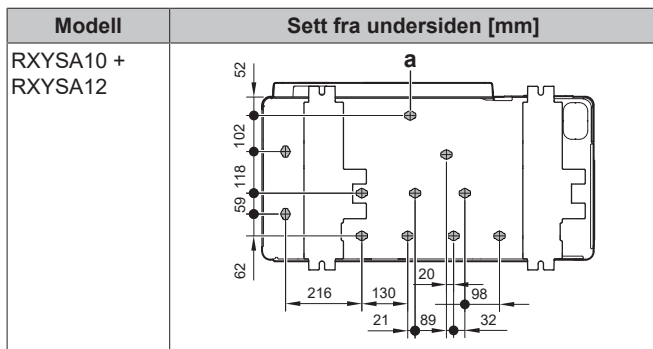 Modell
Sett fra undersiden [mm]
RXYSA10 +
RXYSA12
a
52
102
118
59
62
20
216
130
98
21
89
32